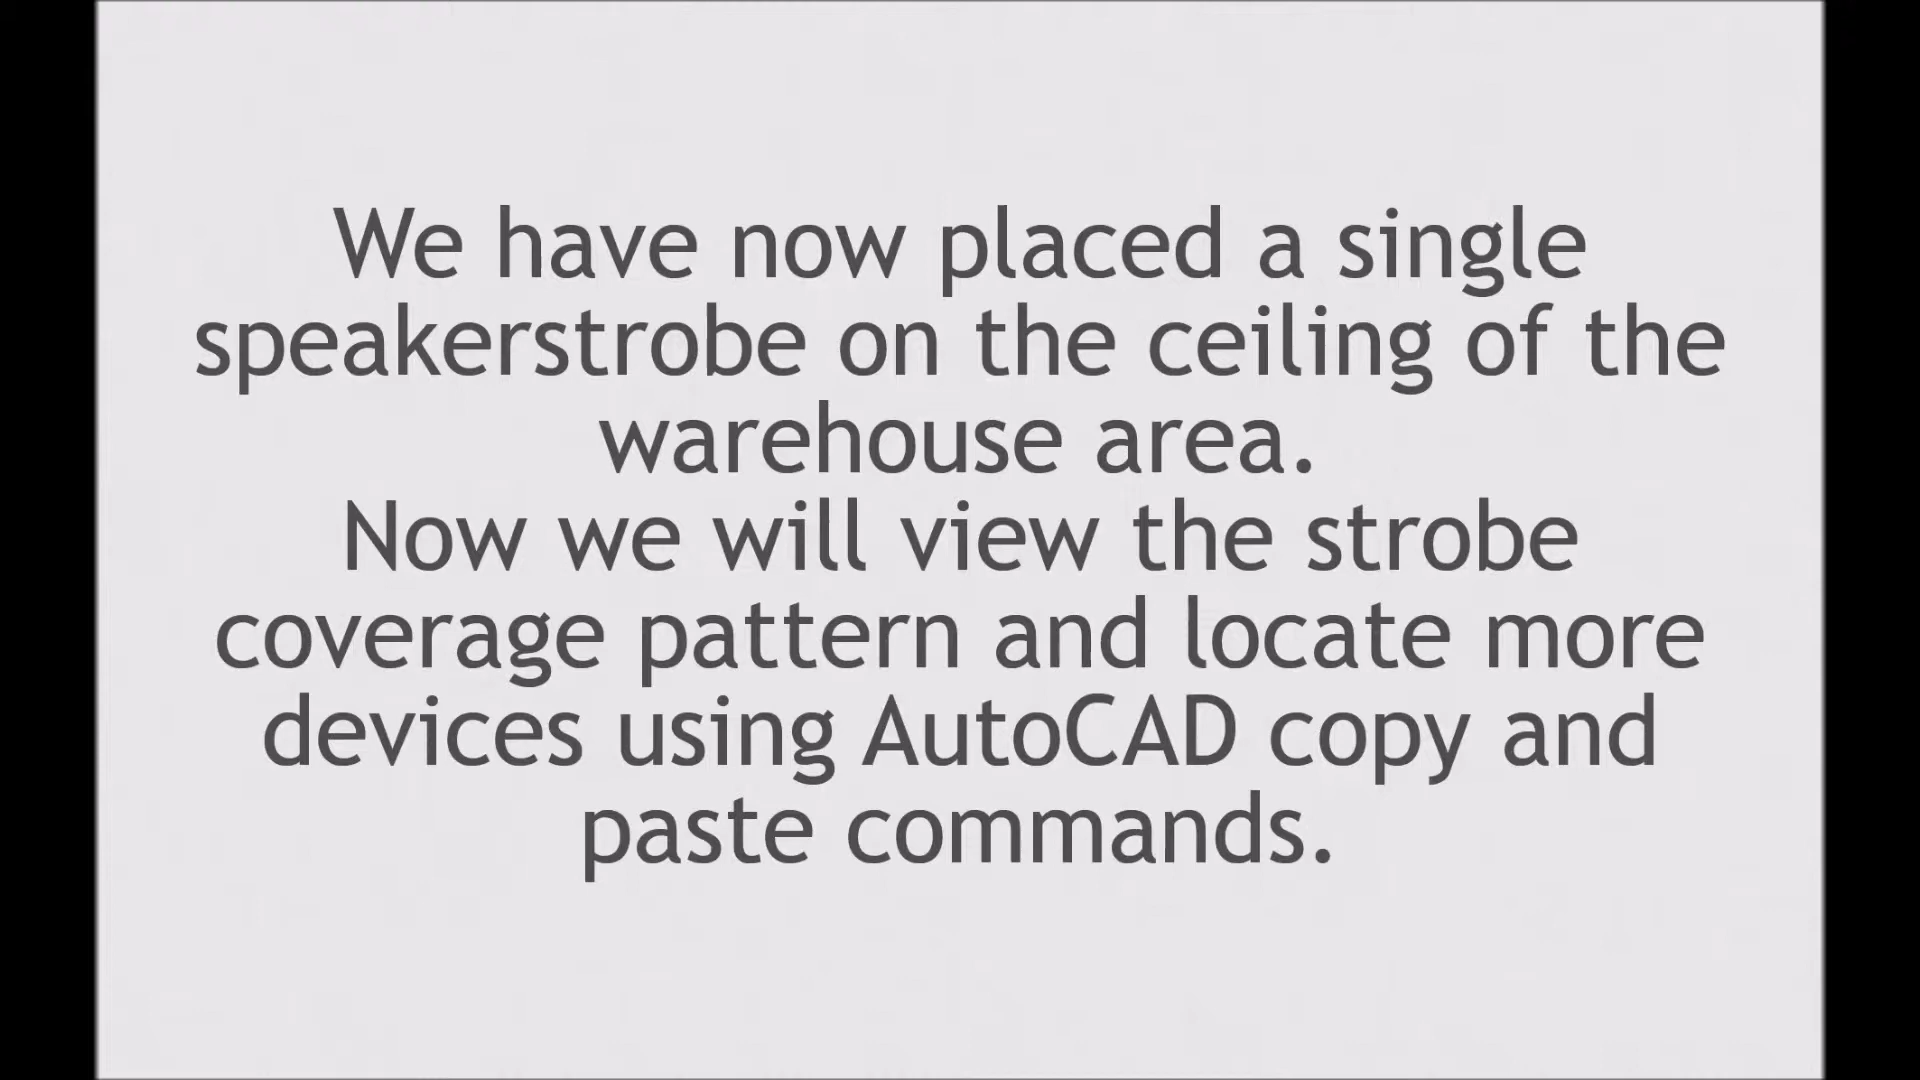 We have now placed a single
speakerstrobe on the ceiling of the
warehouse area.
Now we will view the strobe
coverage pattern and locate more
devices using AutoCAD copy and
paste commands.